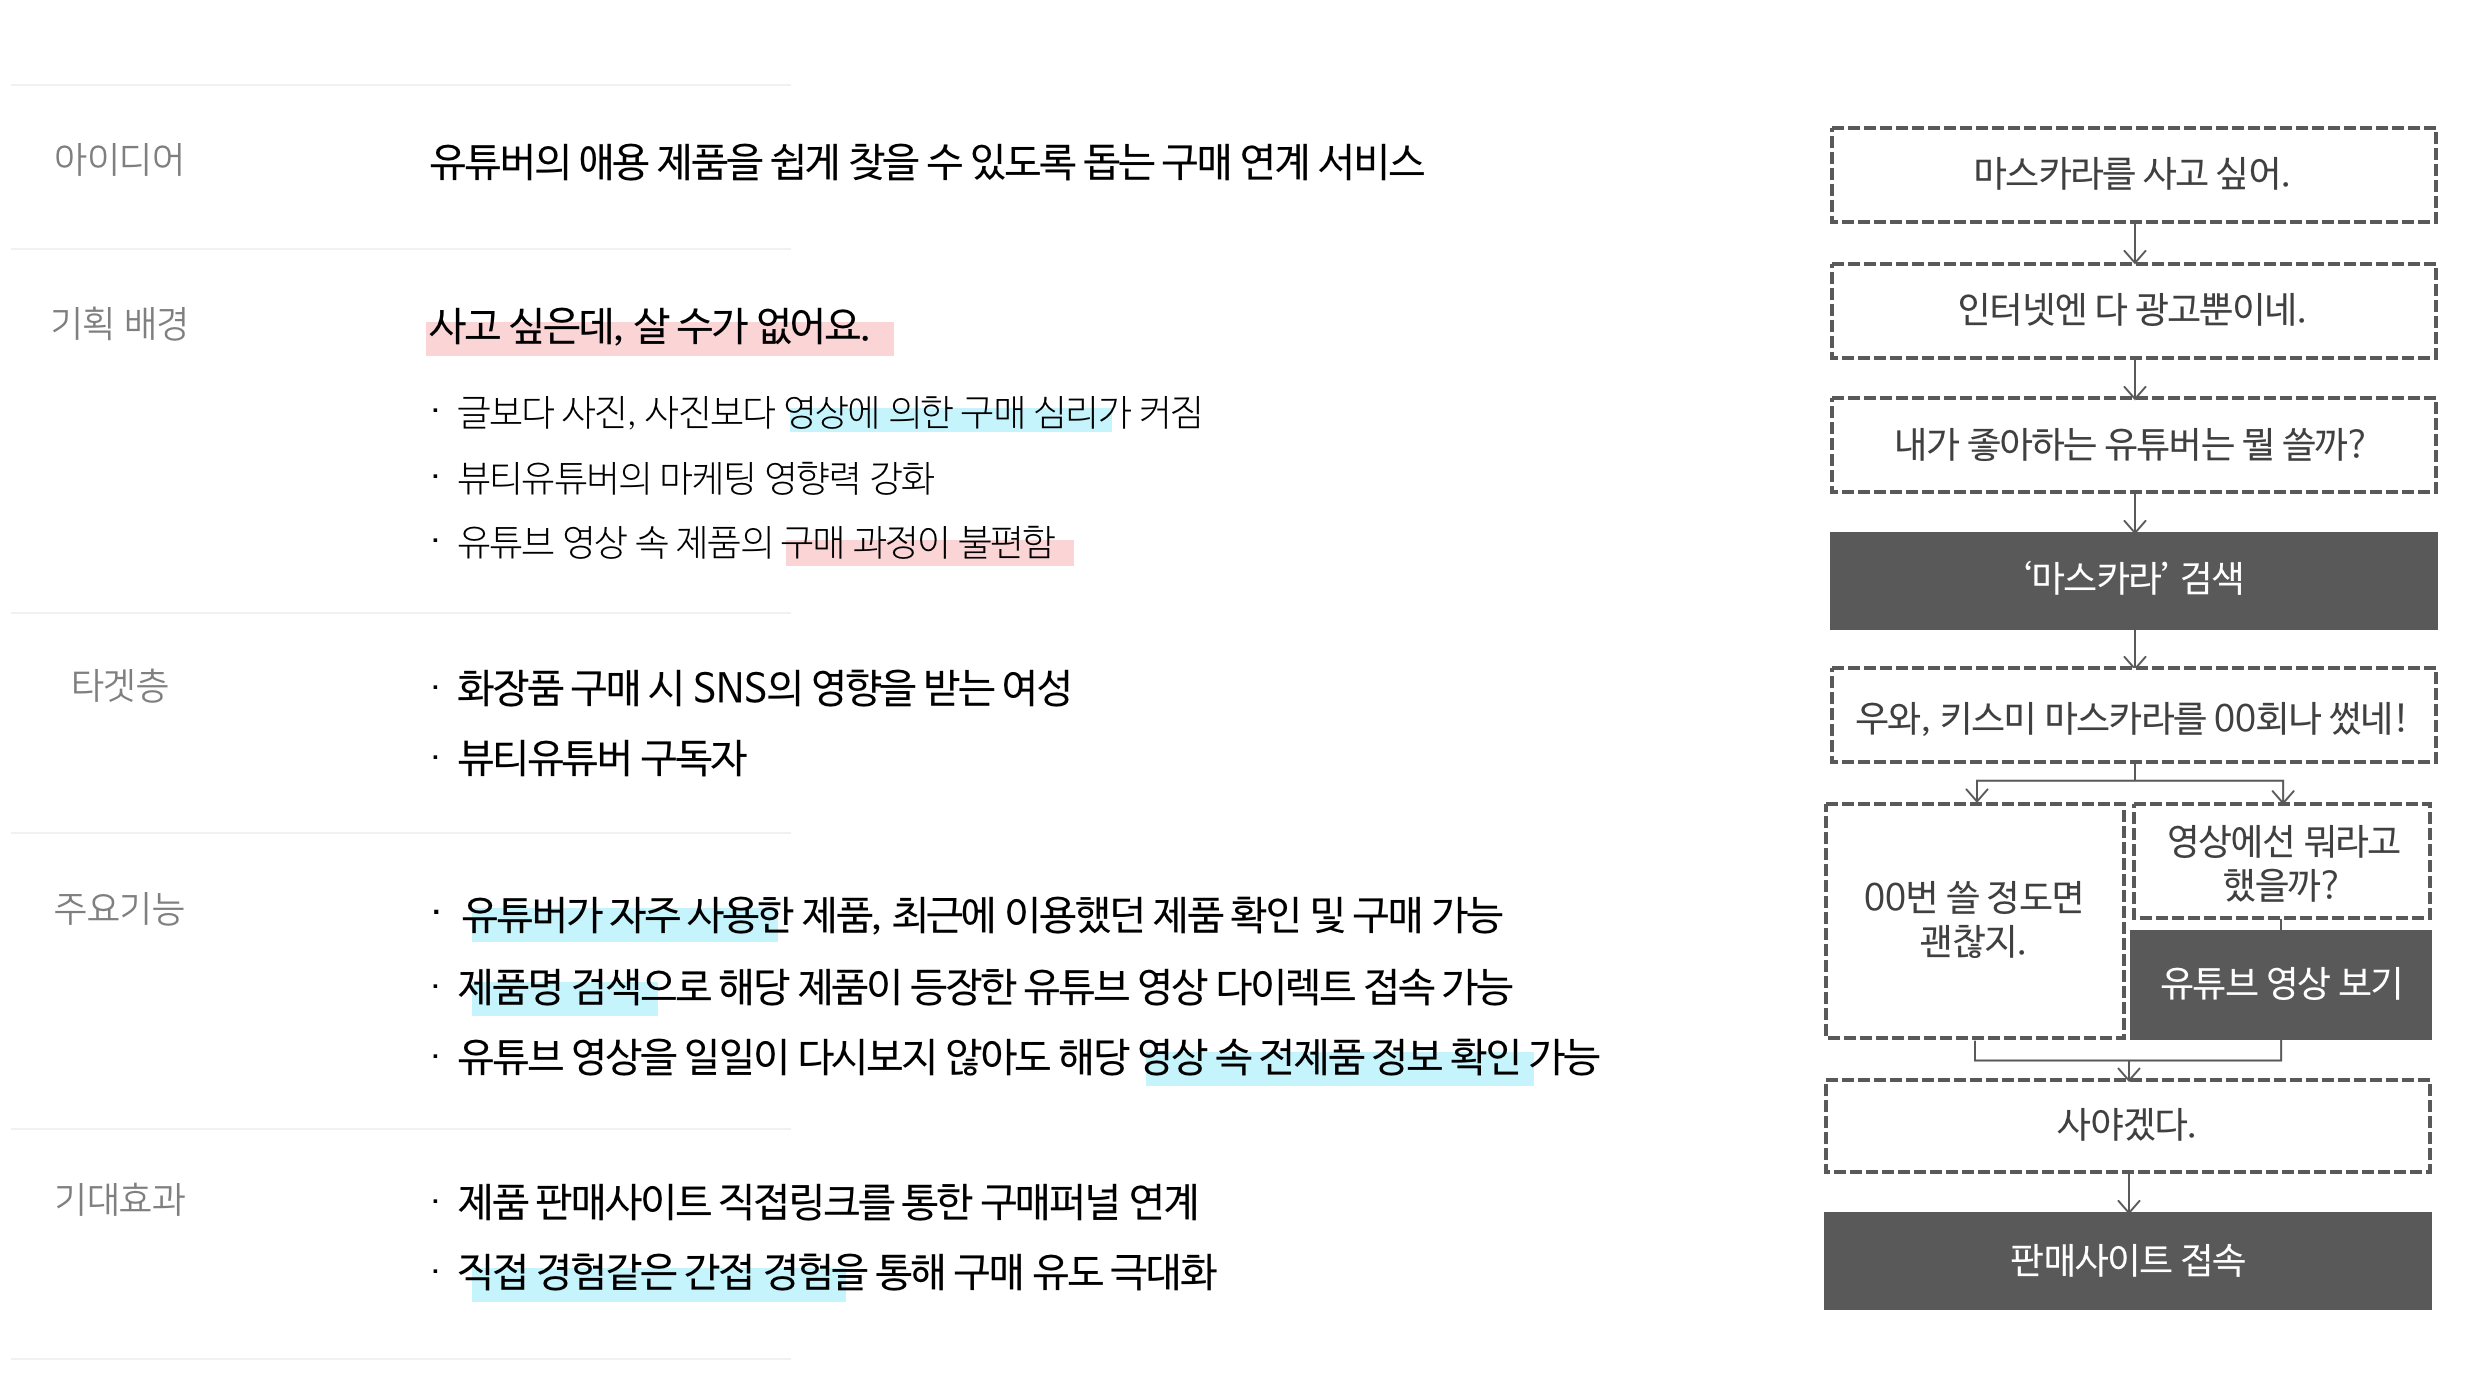 아이디어
유튜버의 애용 제품을 쉽게 찾을 수 있도록 돕는 구매 연계 서비스
기획 배경
사고 싶은데, 살 수가 없어요.
· 글보다 사진, 사진보다 영상에 의한 구매 심리가 커짐
· 뷰티유튜버의 마케팅 영향력 강화
· 유튜브 영상 속 제품의 구매 과정이 불편함
타겟층
· 화장품 구매 시 SNS의 영향을 받는 여성
· 뷰티유튜버 구독자
주요기능
· 유튜버가 자주 사용한 제품, 최근에 이용했던 제품 확인 및 구매 가능
· 제품명 검색으로 해당 제품이 등장한 유튜브 영상 다이렉트 접속 가능
· 유튜브 영상을 일일이 다시보지 않아도 해당 영상 속 전제품 정보 확인 가능
기대효과
· 제품 판매사이트 직접링크를 통한 구매퍼널 연계
· 직접 경험같은 간접 경험을 통해 구매 유도 극대화
마스카라를 사고 싶어.
인터넷엔 다 광고뿐이네.
내가 좋아하는 유튜버는 뭘 쓸까?
‘마스카라’ 검색
우와, 키스미 마스카라를 00회나 썼네!
00번 쓸 정도면
괜찮지.
영상에선 뭐라고
했을까?
유튜브 영상 보기
사야겠다.
판매사이트 접속